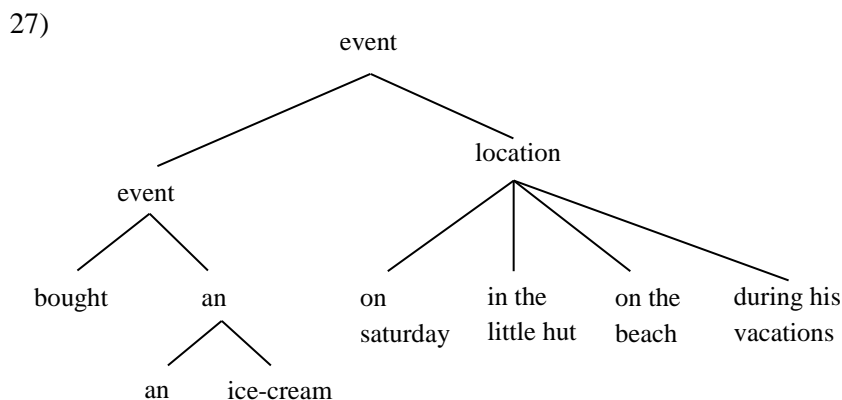 27)
event
location
event
bought an on in the on the during his
saturday little hut beach vacations
an ice-cream